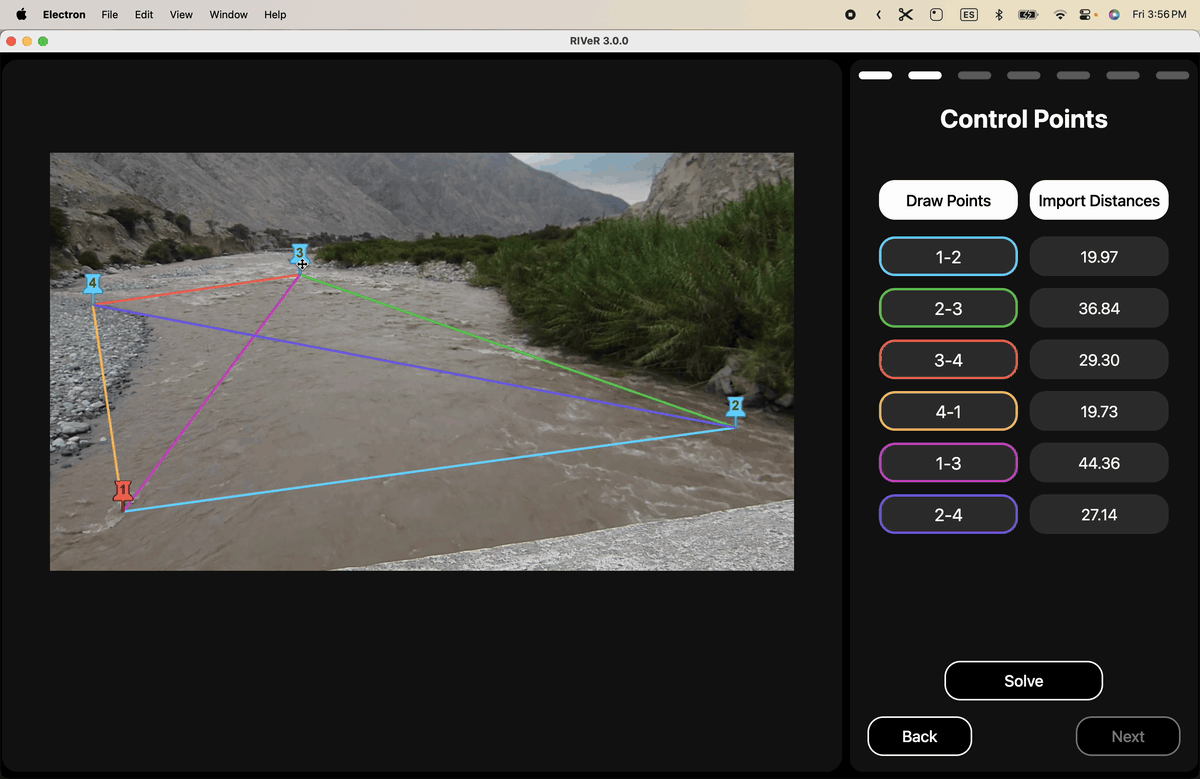 Electron File Edit View Window Help ES Fri 3:56 PM
RIVeR 3.0.0
Control Points
Draw Points Import Distances
1-2 19.97
2-3 36.84
3-4 29.30
4-1 19.73
1-3 44.36
2-4 27.14
3
4
2
1
Solve
Back Next